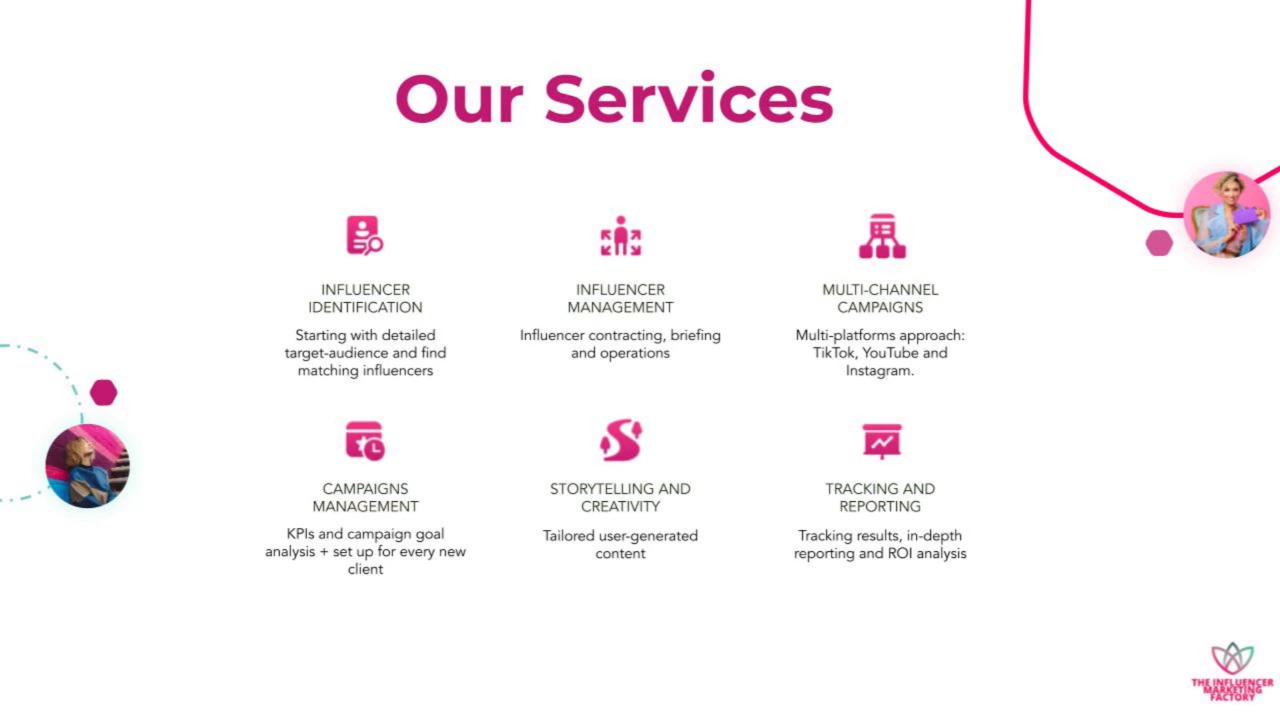 Our Services
INFLUENCER
IDENTIFICATION
Starting with detailed
target-audience and find
matching influencers
INFLUENCER
MANAGEMENT
Influencer contracting, briefing
and operations
MULTI-CHANNEL
CAMPAIGNS
Multi-platforms approach:
TikTok, YouTube and
Instagram.
CAMPAIGNS
MANAGEMENT
KPIs and campaign goal
analysis + set up for every new
client
STORYTELLING AND
CREATIVITY
Tailored user-generated
content
TRACKING AND
REPORTING
Tracking results, in-depth
reporting and ROI analysis
THE INFLUENCER
MARKETING
FACTORY